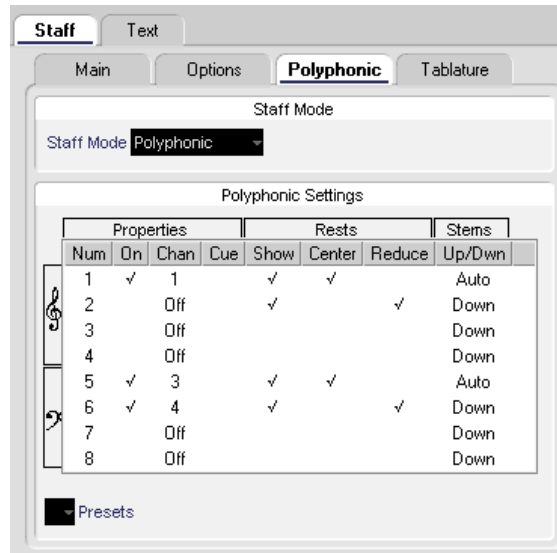 Staff Text
Main Options Polyphonic Tablature
Staff Mode
Staff Mode Polyphonic
Polyphonic Settings
Properties Rests Stems
Num On Chan Cue Show Center Reduce Up/Dwn
1 √ 1 √ √ Auto
2 Off √ √ Down
3 Off Down
4 Off Down
5 √ 3 √ √ Auto
6 √ 4 √ √ Down
7 Off Down
8 Off Down
Presets